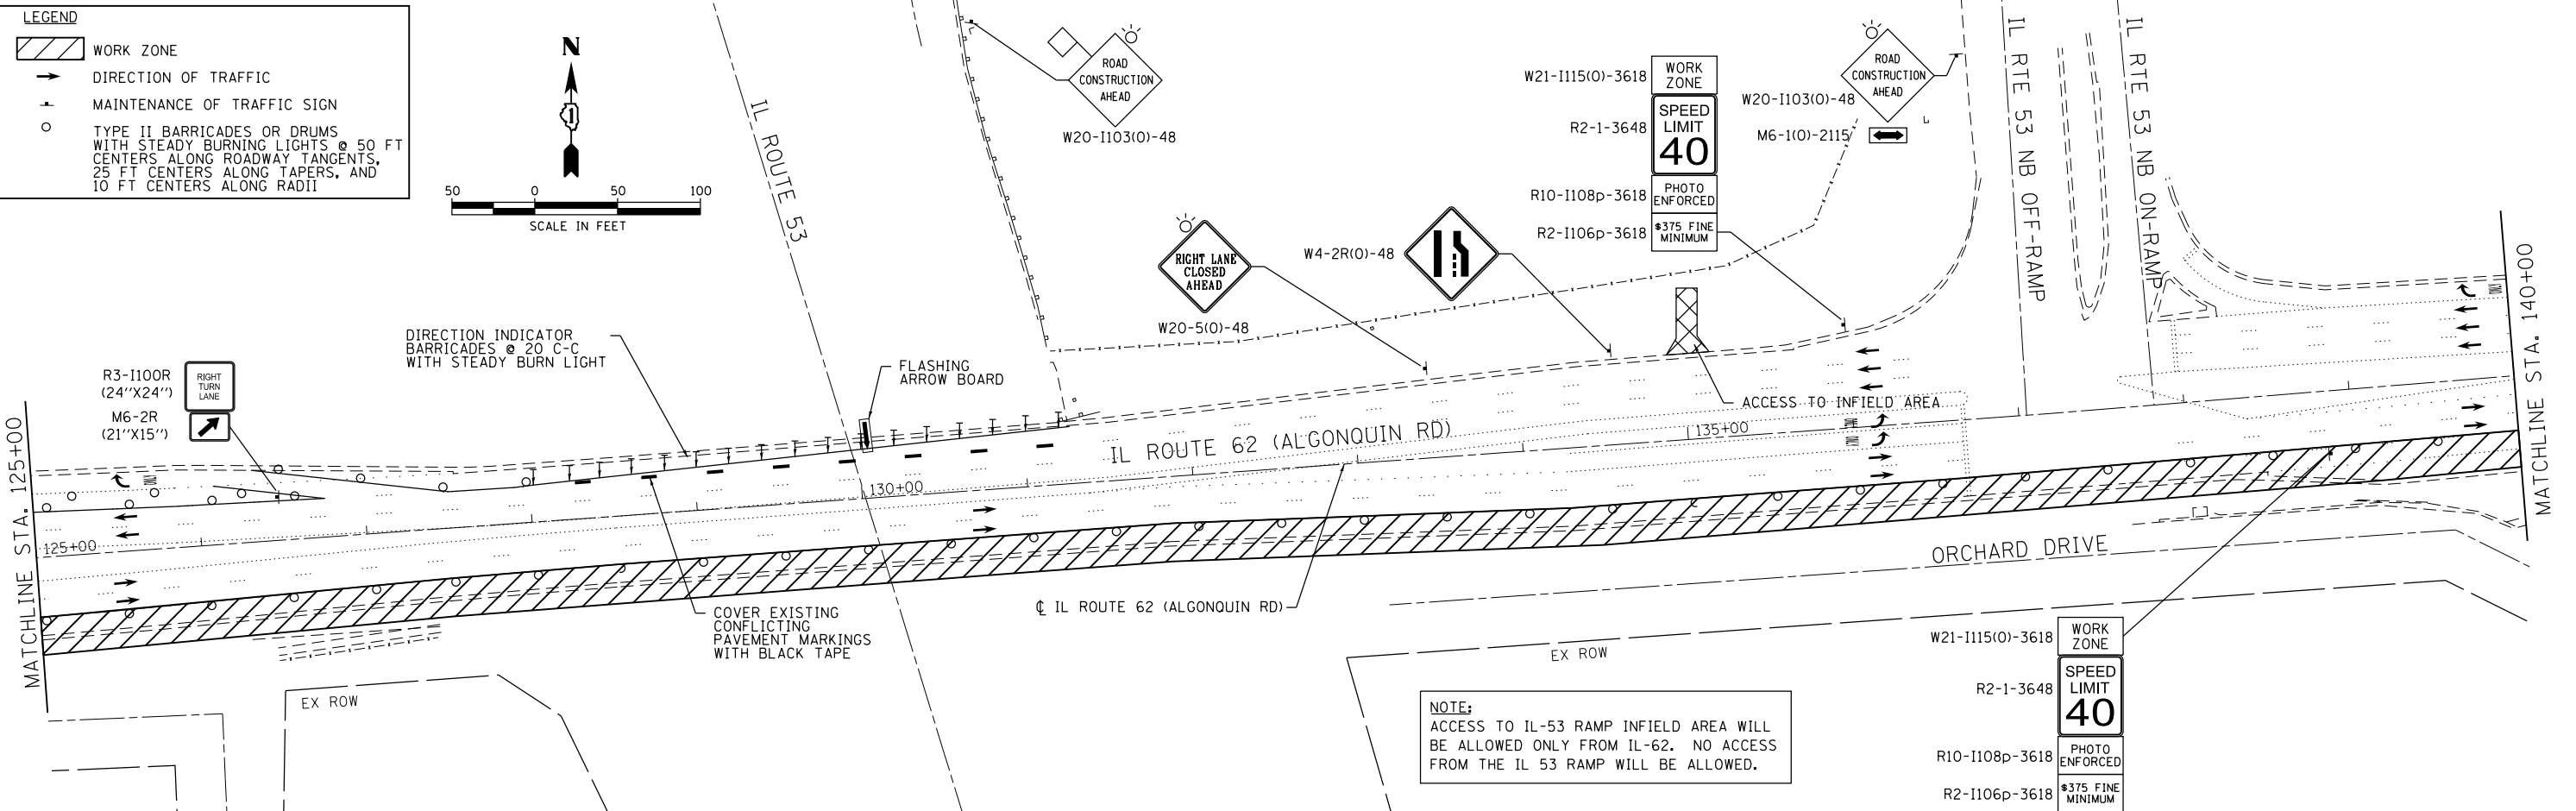 LEGEND
WORK ZONE
DIRECTION OF TRAFFIC
MAINTENANCE OF TRAFFIC SIGN
TYPE II BARRICADES OR DRUMS
WITH STEADY BURNING LIGHTS @ 50 FT
CENTERS ALONG ROADWAY TANGENTS,
25 FT CENTERS ALONG TAPERS, AND
10 FT CENTERS ALONG RADII
N
50 0 50 100
SCALE IN FEET
IL ROUTE 53
ROAD
CONSTRUCTION
AHEAD
W20-I103(O)-48
W21-I115(O)-3618
WORK
ZONE
R2-1-3648
SPEED
LIMIT
40
R10-I108p-3618
PHOTO
ENFORCED
R2-I106p-3618
$375 FINE
MINIMUM
ROAD
CONSTRUCTION
AHEAD
W20-I103(O)-48
M6-1(O)-2115
IL RTE 53 NB OFF-RAMP
IL RTE 53 NB ON-RAMP
RIGHT LANE
CLOSED
AHEAD
W20-5(O)-48
W4-2R(O)-48
DIRECTION INDICATOR
BARRICADES @ 20 C-C
WITH STEADY BURN LIGHT
FLASHING
ARROW BOARD
R3-I100R
(24"X24")
RIGHT
TURN
LANE
M6-2R
(21"X15")
ACCESS TO INFIELD AREA
MATCHLINE STA. 125+00
125+00
130+00
IL ROUTE 62 (ALGONQUIN RD)
135+00
MATCHLINE STA. 140+00
COVER EXISTING
CONFLICTING
PAVEMENT MARKINGS
WITH BLACK TAPE
℄ IL ROUTE 62 (ALGONQUIN RD)
ORCHARD DRIVE
EX ROW
EX ROW
NOTE:
ACCESS TO IL-53 RAMP INFIELD AREA WILL
BE ALLOWED ONLY FROM IL-62. NO ACCESS
FROM THE IL 53 RAMP WILL BE ALLOWED.
W21-I115(O)-3618
WORK
ZONE
R2-1-3648
SPEED
LIMIT
40
R10-I108p-3618
PHOTO
ENFORCED
R2-I106p-3618
$375 FINE
MINIMUM